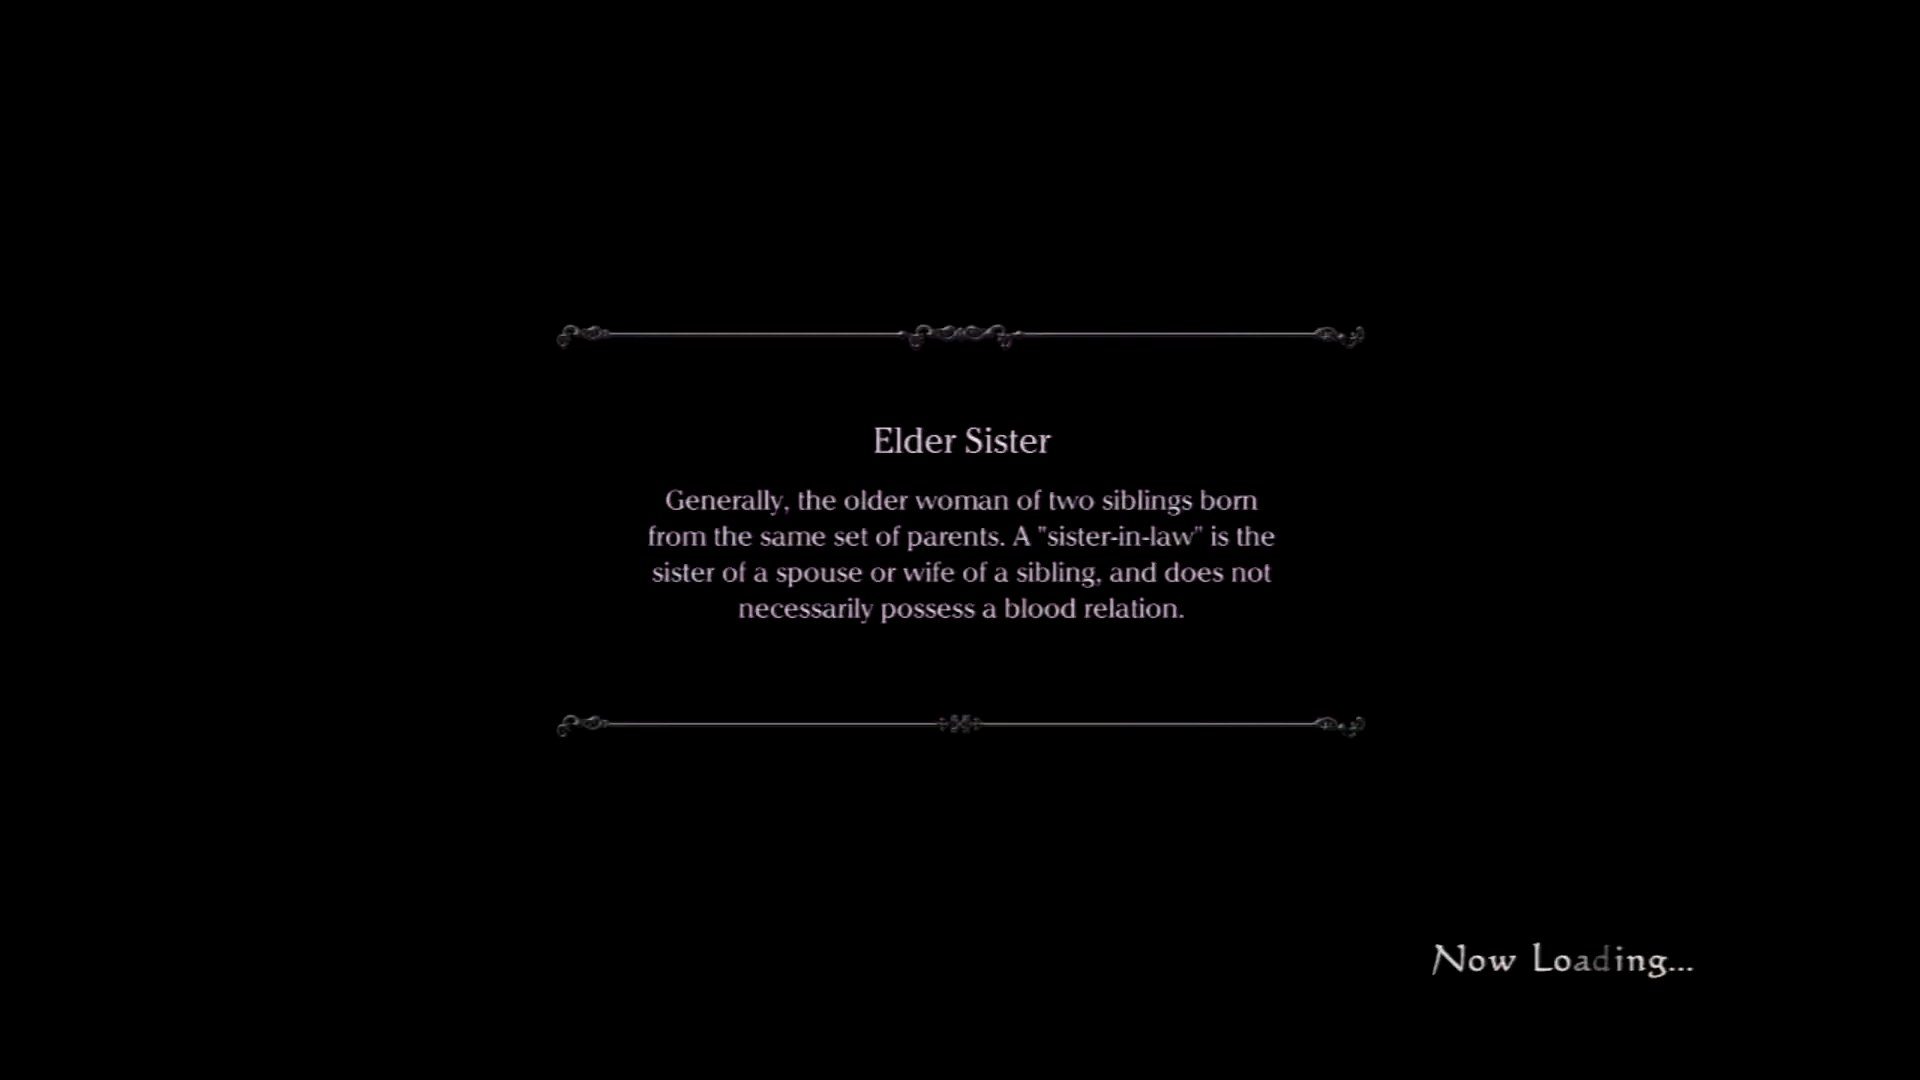 Elder Sister
Generally, the older woman of two siblings born
from the same set of parents. A "sister-in-law" is the
sister of a spouse or wife of a sibling, and does not
necessarily possess a blood relation.
Now Loading...